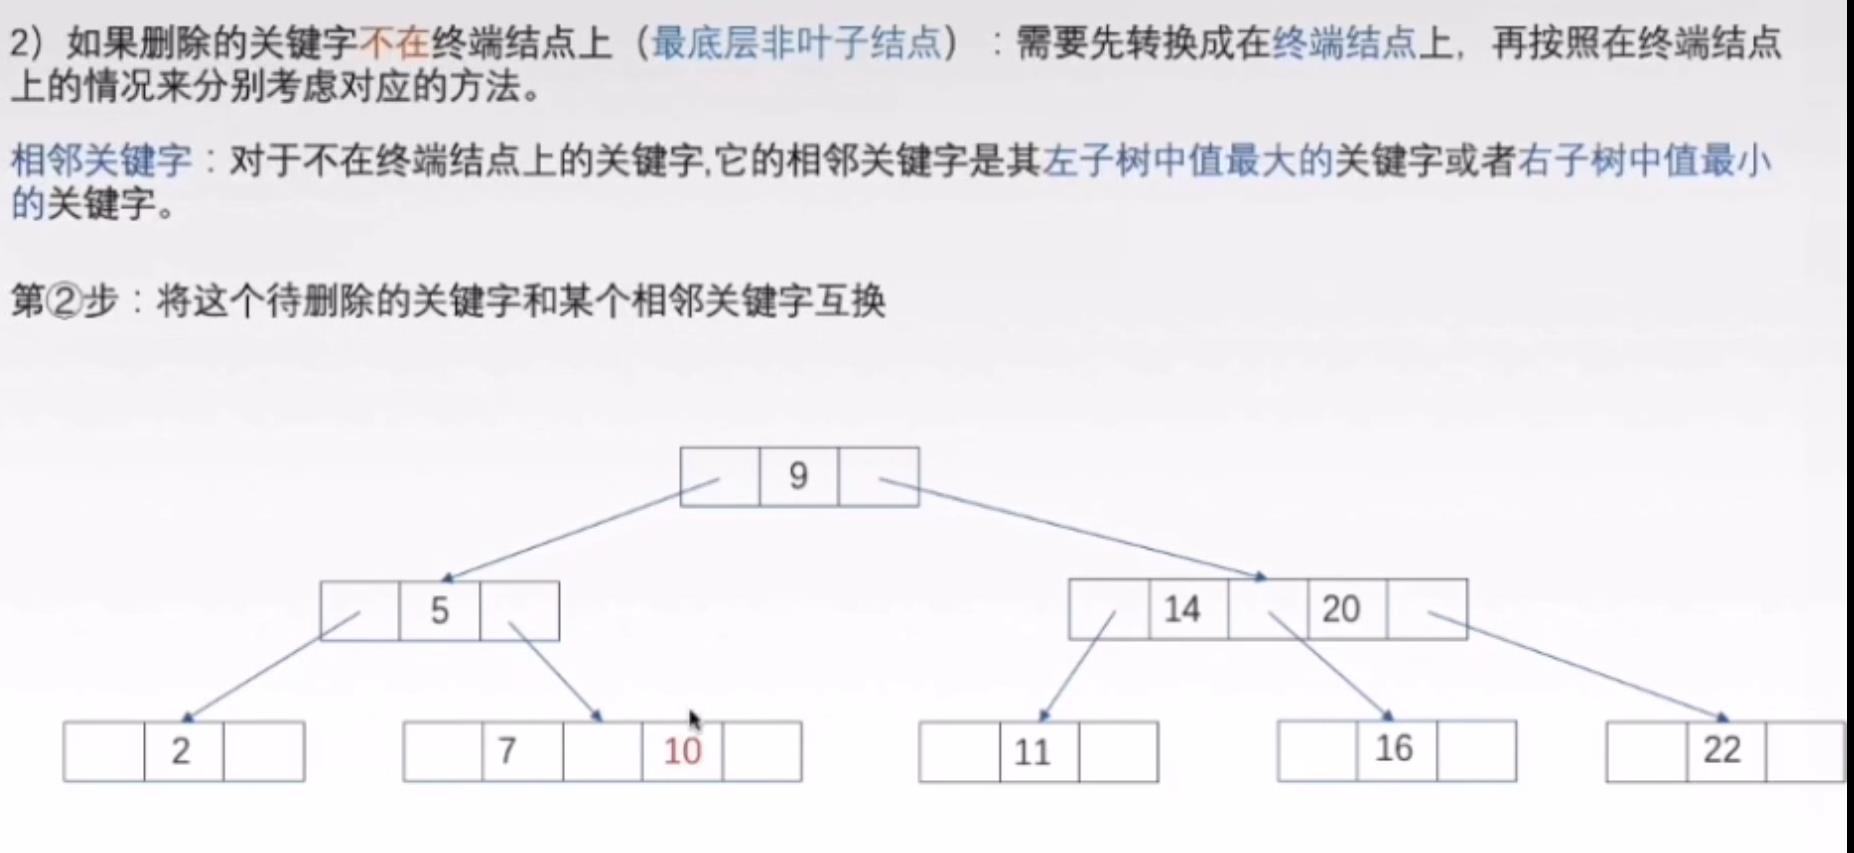 2）如果删除的关键字不在终端结点上（最底层非叶子结点）：需要先转换成在终端结点上，再按照在终端结点
上的情况来分别考虑对应的方法。
相邻关键字：对于不在终端结点上的关键字,它的相邻关键字是其左子树中值最大的关键字或者右子树中值最小
的关键字。
第②步：将这个待删除的关键字和某个相邻关键字互换
9
5 14 20
2 7 10 11 16 22